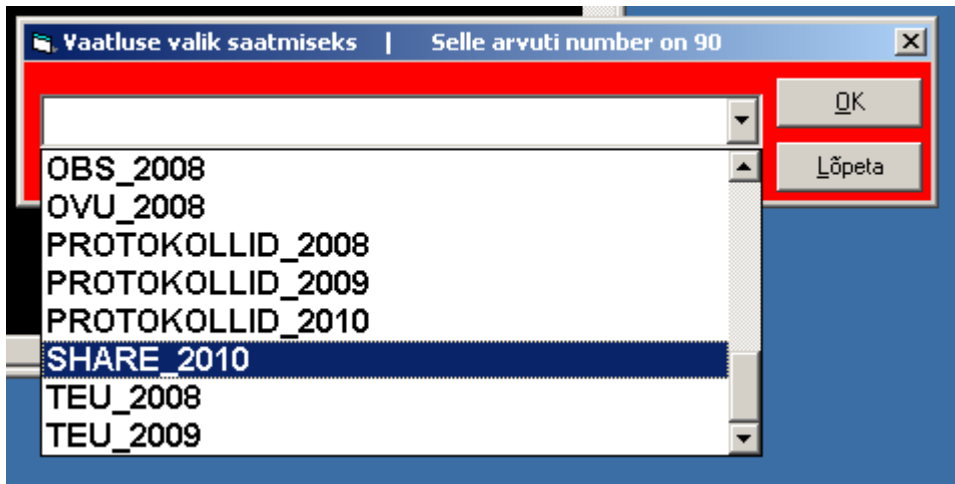 Vaatluse valik saatmiseks | Selle arvuti number on 90
OK
Lõpeta
OBS_2008
OVU_2008
PROTOKOLLID_2008
PROTOKOLLID_2009
PROTOKOLLID_2010
SHARE_2010
TEU_2008
TEU_2009